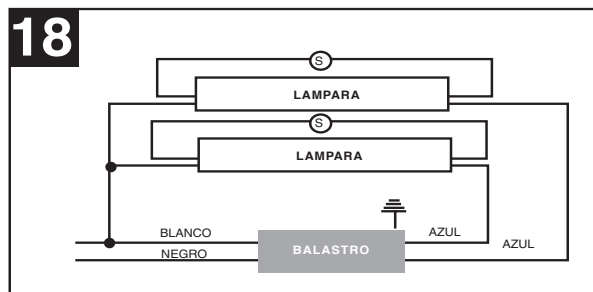 18
S
LAMPARA
S
LAMPARA
BLANCO
AZUL
AZUL
NEGRO
BALASTRO